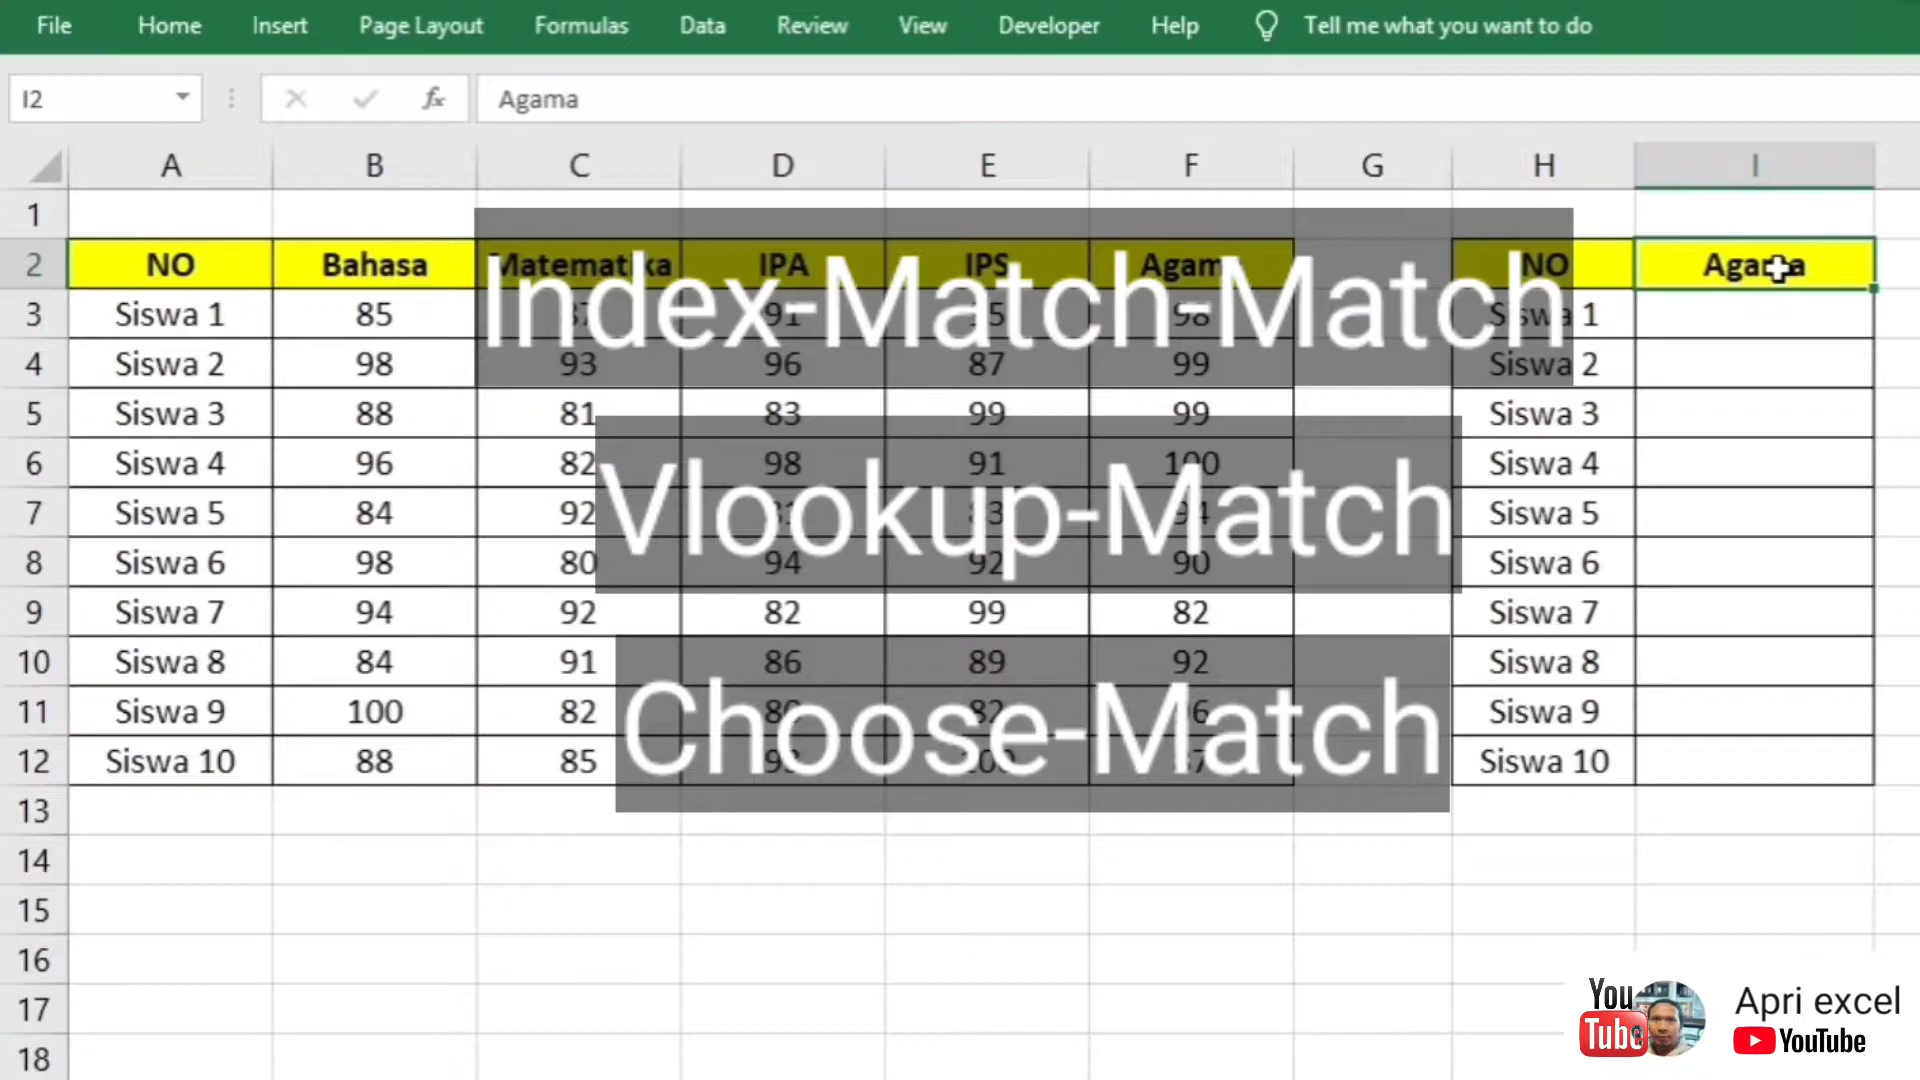 File Home Insert Page Layout Formulas Data Review View Developer Help Tell me what you want to do
I2 fx Agama
A B C D E F G H I
1
2 NO Bahasa Matematika IPA IPS Agam NO Agama
Index-Match-Match
3 Siswa 1 85 91 98 Siswa 1
4 Siswa 2 98 93 96 87 99 Siswa 2
5 Siswa 3 88 81 83 99 99 Siswa 3
6 Siswa 4 96 82 98 91 100 Siswa 4
Vlookup-Match
7 Siswa 5 84 92 94 Siswa 5
8 Siswa 6 98 80 94 92 90 Siswa 6
9 Siswa 7 94 92 82 99 82 Siswa 7
10 Siswa 8 84 91 86 89 92 Siswa 8
Choose-Match
11 Siswa 9 100 82 82 Siswa 9
12 Siswa 10 88 85 100 Siswa 10
13
14
15
16
17
18
You
Tube
Apri excel
YouTube